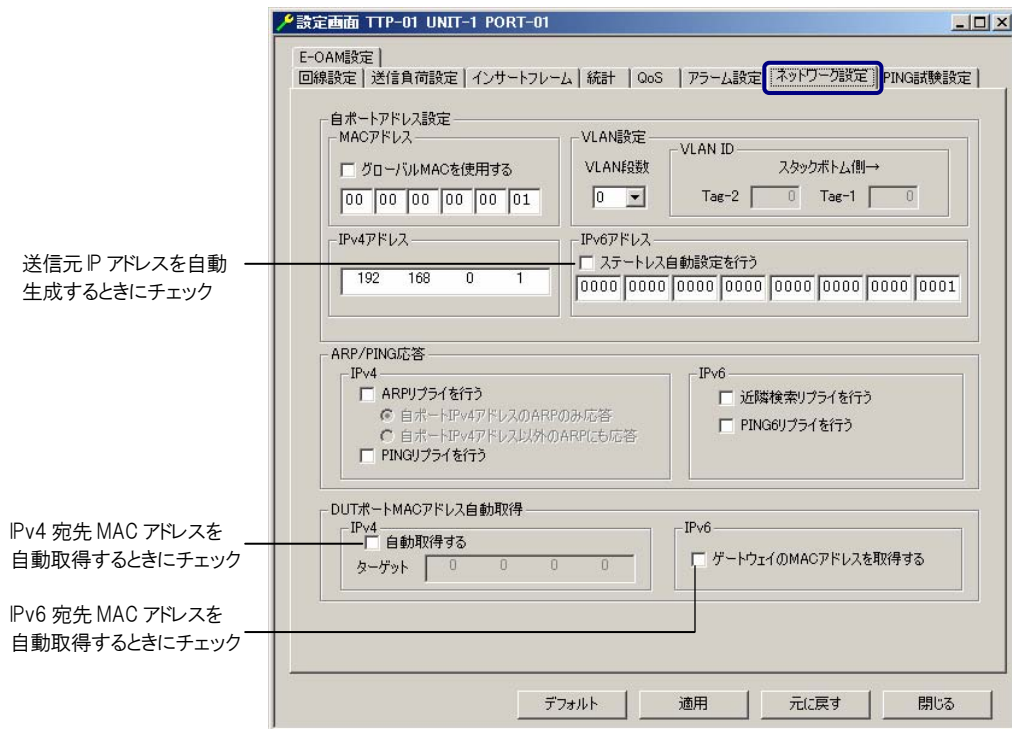 設定画面 TTP-01 UNIT-1 PORT-01
E-OAM設定
回線設定 送信負荷設定 インサートフレーム 統計 QoS アラーム設定 ネットワーク設定 PING試験設定
自ポートアドレス設定
MACアドレス
グローバルMACを使用する
00 00 00 00 00 01
VLAN設定
VLAN段数
0
VLAN ID
スタックボトム側→
Tag-2 0 Tag-1 0
IPv4アドレス
192 168 0 1
IPv6アドレス
ステートレス自動設定を行う
0000 0000 0000 0000 0000 0000 0000 0001
送信元 IP アドレスを自動
生成するときにチェック
ARP/PING応答
IPv4
ARPリプライを行う
自ポートIPv4アドレスのARPのみ応答
自ポートIPv4アドレス以外のARPにも応答
PINGリプライを行う
IPv6
近隣検索リプライを行う
PING6リプライを行う
DUTポートMACアドレス自動取得
IPv4
自動取得する
ターゲット 0 0 0 0
IPv6
ゲートウェイのMACアドレスを取得する
IPv4 宛先 MAC アドレスを
自動取得するときにチェック
IPv6 宛先 MAC アドレスを
自動取得するときにチェック
デフォルト 適用 元に戻す 閉じる